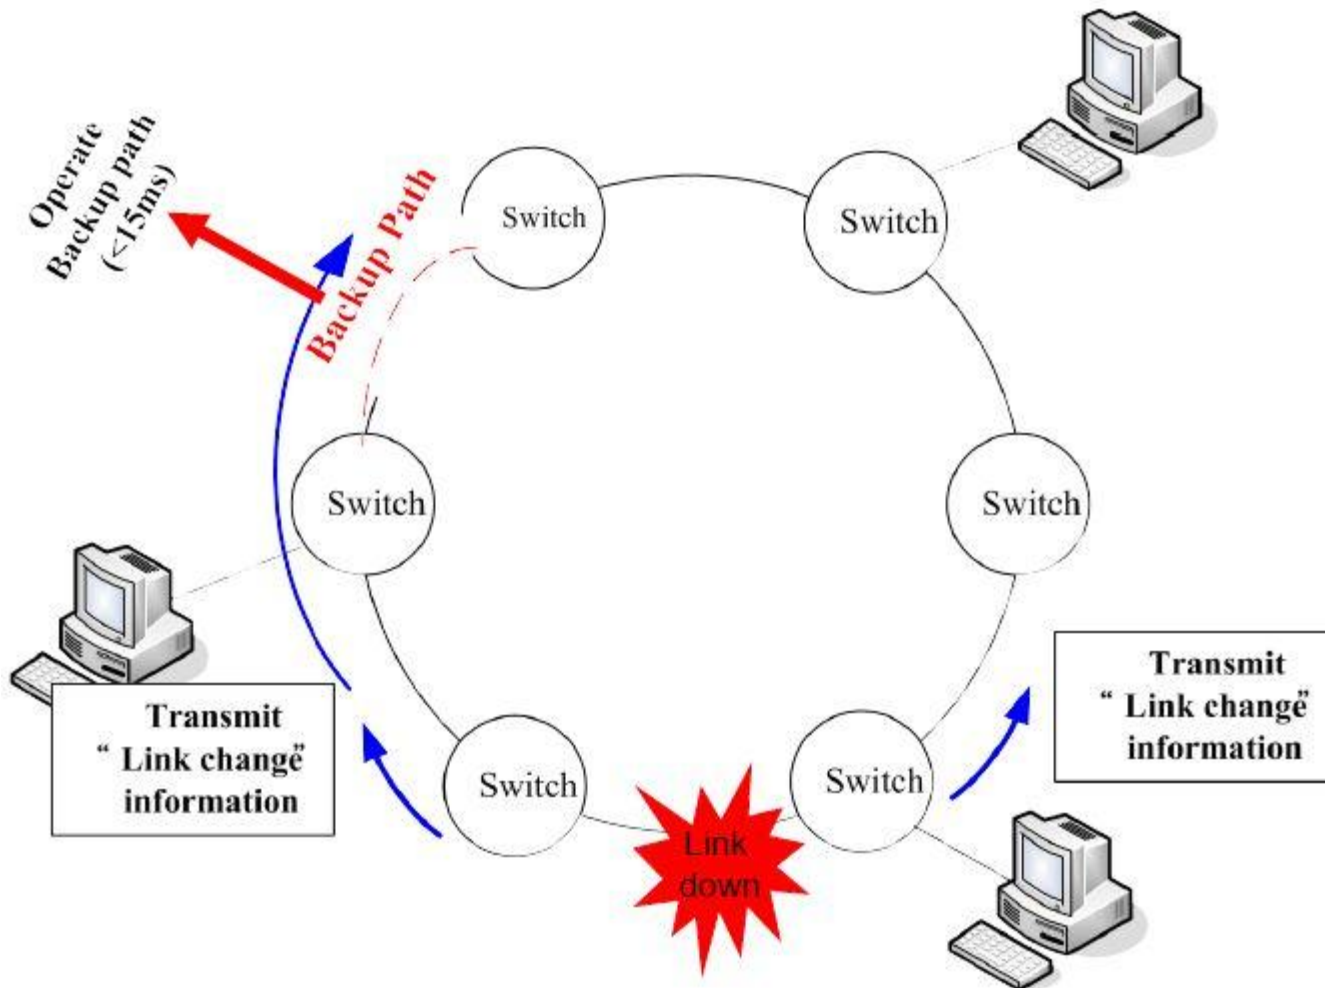 Operate
Backup path
(<15ms)
Backup Path
Switch
Switch
Switch
Switch
Transmit
“ Link change”
information
Transmit
“ Link change”
information
Switch
Switch
Link
down